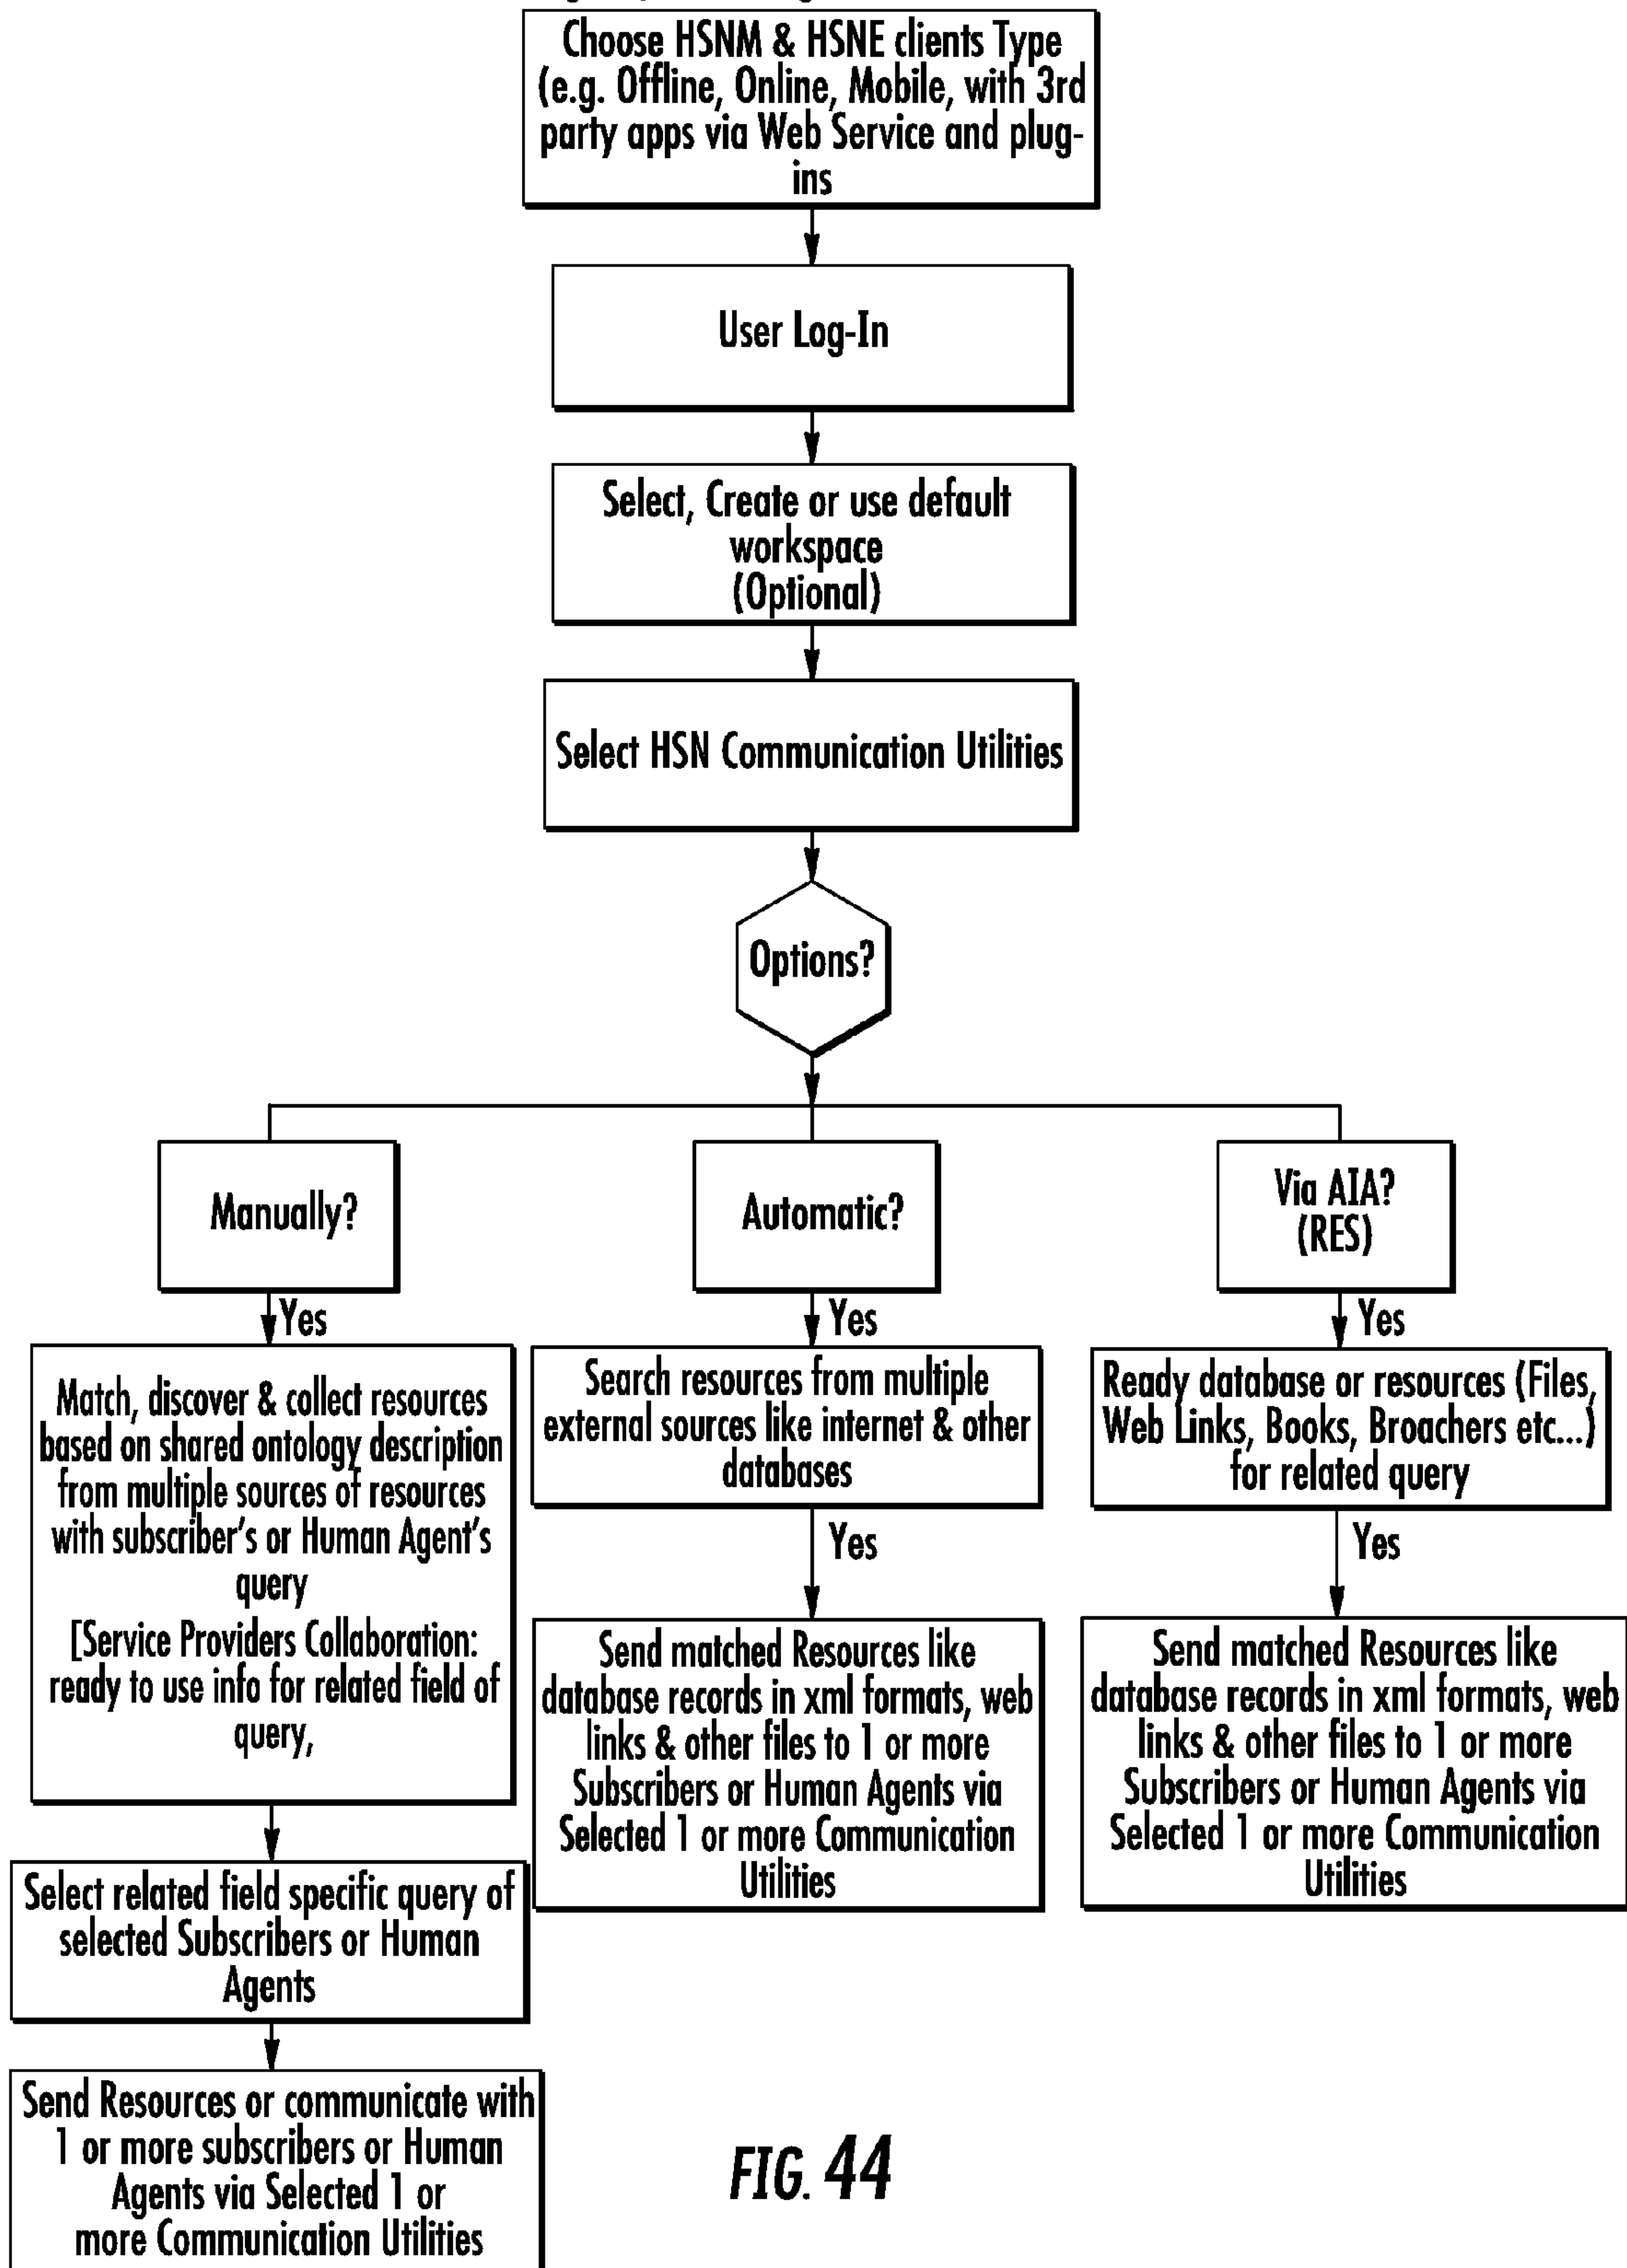 Choose HSNM & HSNE clients Type
(e.g. Offline, Online, Mobile, with 3rd
party apps via Web Service and plug-
ins
User Log-In
Select, Create or use default
workspace
(Optional)
Select HSN Communication Utilities
Options?
Manually?
Yes
Match, discover & collect resources
based on shared ontology description
from multiple sources of resources
with subscriber's or Human Agent's
query
[Service Providers Collaboration:
ready to use info for related field of
query,
Select related field specific query of
selected Subscribers or Human
Agents
Send Resources or communicate with
1 or more subscribers or Human
Agents via Selected 1 or
more Communication Utilities
Automatic?
Yes
Search resources from multiple
external sources like internet & other
databases
Yes
Send matched Resources like
database records in xml formats, web
links & other files to 1 or more
Subscribers or Human Agents via
Selected 1 or more Communication
Utilities
Via AIA?
(RES)
Yes
Ready database or resources (Files,
Web Links, Books, Broachers etc...)
for related query
Yes
Send matched Resources like
database records in xml formats, web
links & other files to 1 or more
Subscribers or Human Agents via
Selected 1 or more Communication
Utilities
FIG. 44